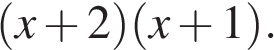 (x + 2)(x + 1).